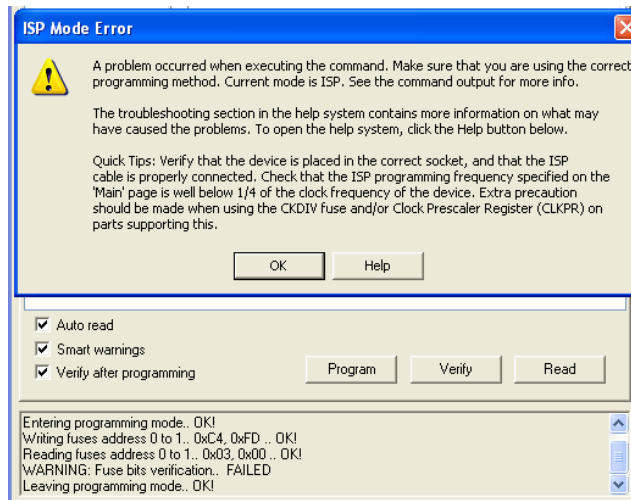 ISP Mode Error
A problem occurred when executing the command. Make sure that you are using the correct
programming method. Current mode is ISP. See the command output for more info.
The troubleshooting section in the help system contains more information on what may
have caused the problems. To open the help system, click the Help button below.
Quick Tips: Verify that the device is placed in the correct socket, and that the ISP
cable is properly connected. Check that the ISP programming frequency specified on the
'Main' page is well below 1/4 of the clock frequency of the device. Extra precaution
should be made when using the CKDIV fuse and/or Clock Prescaler Register (CLKPR) on
parts supporting this.
OK Help
Auto read
Smart warnings
Verify after programming Program Verify Read
Entering programming mode.. OK!
Writing fuses address 0 to 1.. 0xC4, 0xFD .. OK!
Reading fuses address 0 to 1.. 0x03, 0x00 .. OK!
WARNING: Fuse bits verification.. FAILED
Leaving programming mode.. OK!